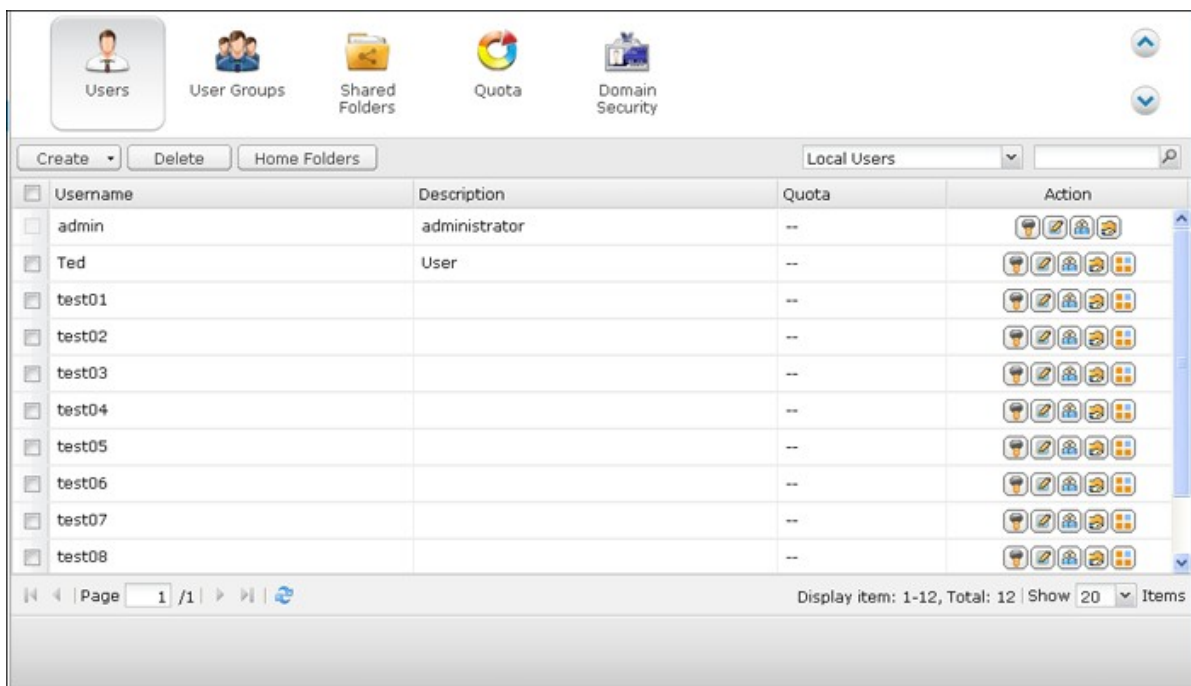 Users
User Groups
Shared
Folders
Quota
Domain
Security
Create
Delete
Home Folders
Local Users
Username Description Quota Action
admin administrator --
Ted User --
test01 --
test02 --
test03 --
test04 --
test05 --
test06 --
test07 --
test08 --
Page 1 /1 Display item: 1-12, Total: 12 Show 20 Items